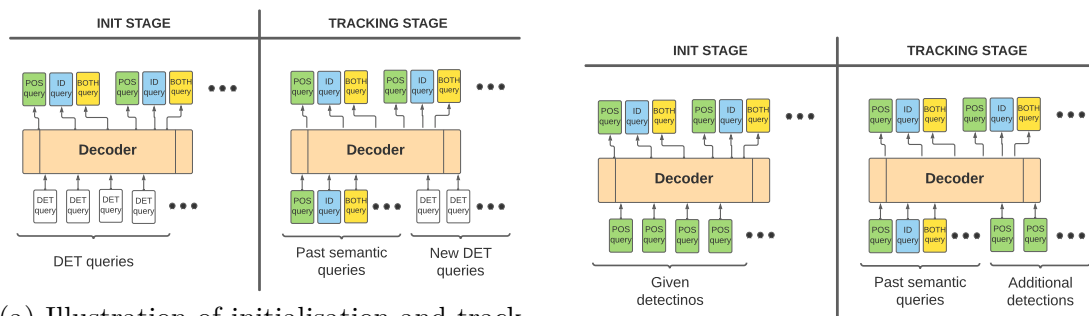 INIT STAGE
TRACKING STAGE
POS query
ID query
BOTH query
POS query
ID query
BOTH query
POS query
ID query
BOTH query
POS query
ID query
BOTH query
Decoder
Decoder
DET query
DET query
DET query
DET query
POS query
ID query
BOTH query
DET query
DET query
DET queries
Past semantic
queries
New DET
queries
INIT STAGE
TRACKING STAGE
POS query
ID query
BOTH query
POS query
ID query
BOTH query
POS query
ID query
BOTH query
POS query
ID query
BOTH query
Decoder
Decoder
POS query
POS query
POS query
POS query
POS query
ID query
BOTH query
POS query
POS query
Given
detectinos
Past semantic
queries
Additional
detections
(a) Illustration of initialisation and track